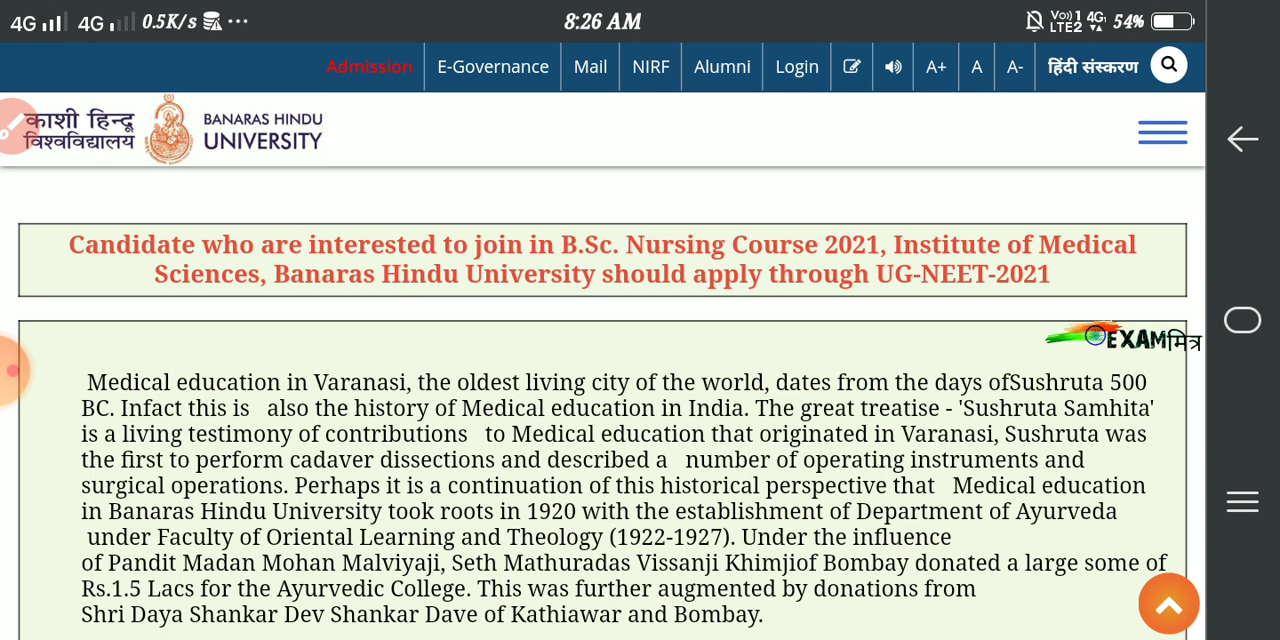 4G 4G 0.5K/s ... 8:26 AM Vo) 1 4G 54%
LTE2
Admission E-Governance Mail NIRF Alumni Login A+ A A- हिंदी संस्करण
काशी हिन्दू BANARAS HINDU
विश्वविद्यालय UNIVERSITY
Candidate who are interested to join in B.Sc. Nursing Course 2021, Institute of Medical
Sciences, Banaras Hindu University should apply through UG-NEET-2021
EXAMमित्र
Medical education in Varanasi, the oldest living city of the world, dates from the days ofSushruta 500
BC. Infact this is also the history of Medical education in India. The great treatise - 'Sushruta Samhita'
is a living testimony of contributions to Medical education that originated in Varanasi, Sushruta was
the first to perform cadaver dissections and described a number of operating instruments and
surgical operations. Perhaps it is a continuation of this historical perspective that Medical education
in Banaras Hindu University took roots in 1920 with the establishment of Department of Ayurveda
under Faculty of Oriental Learning and Theology (1922-1927). Under the influence
of Pandit Madan Mohan Malviyaji, Seth Mathuradas Vissanji Khimjiof Bombay donated a large some of
Rs.1.5 Lacs for the Ayurvedic College. This was further augmented by donations from
Shri Daya Shankar Dev Shankar Dave of Kathiawar and Bombay.